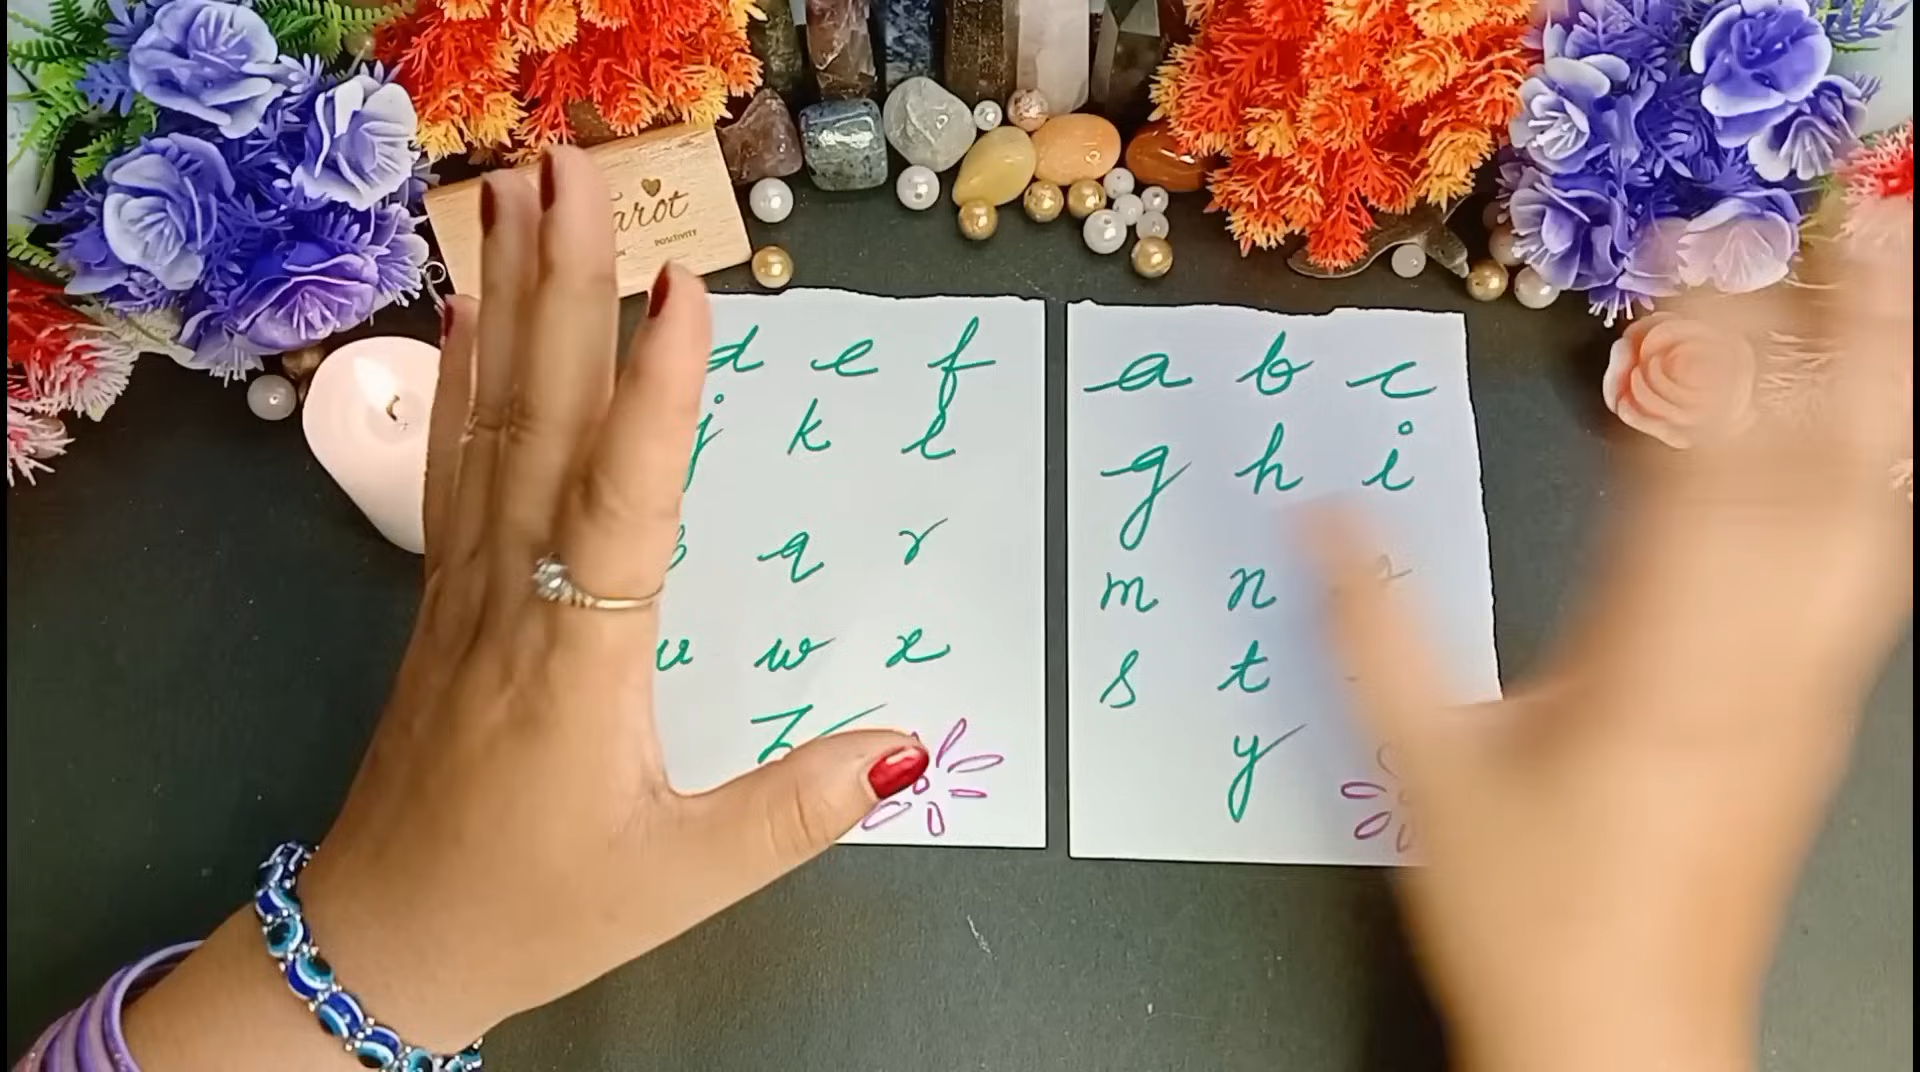 Tarot
POSITIVITY
d e f
j k l
q r
v w x
z
a b c
g h i
m n
s t
y